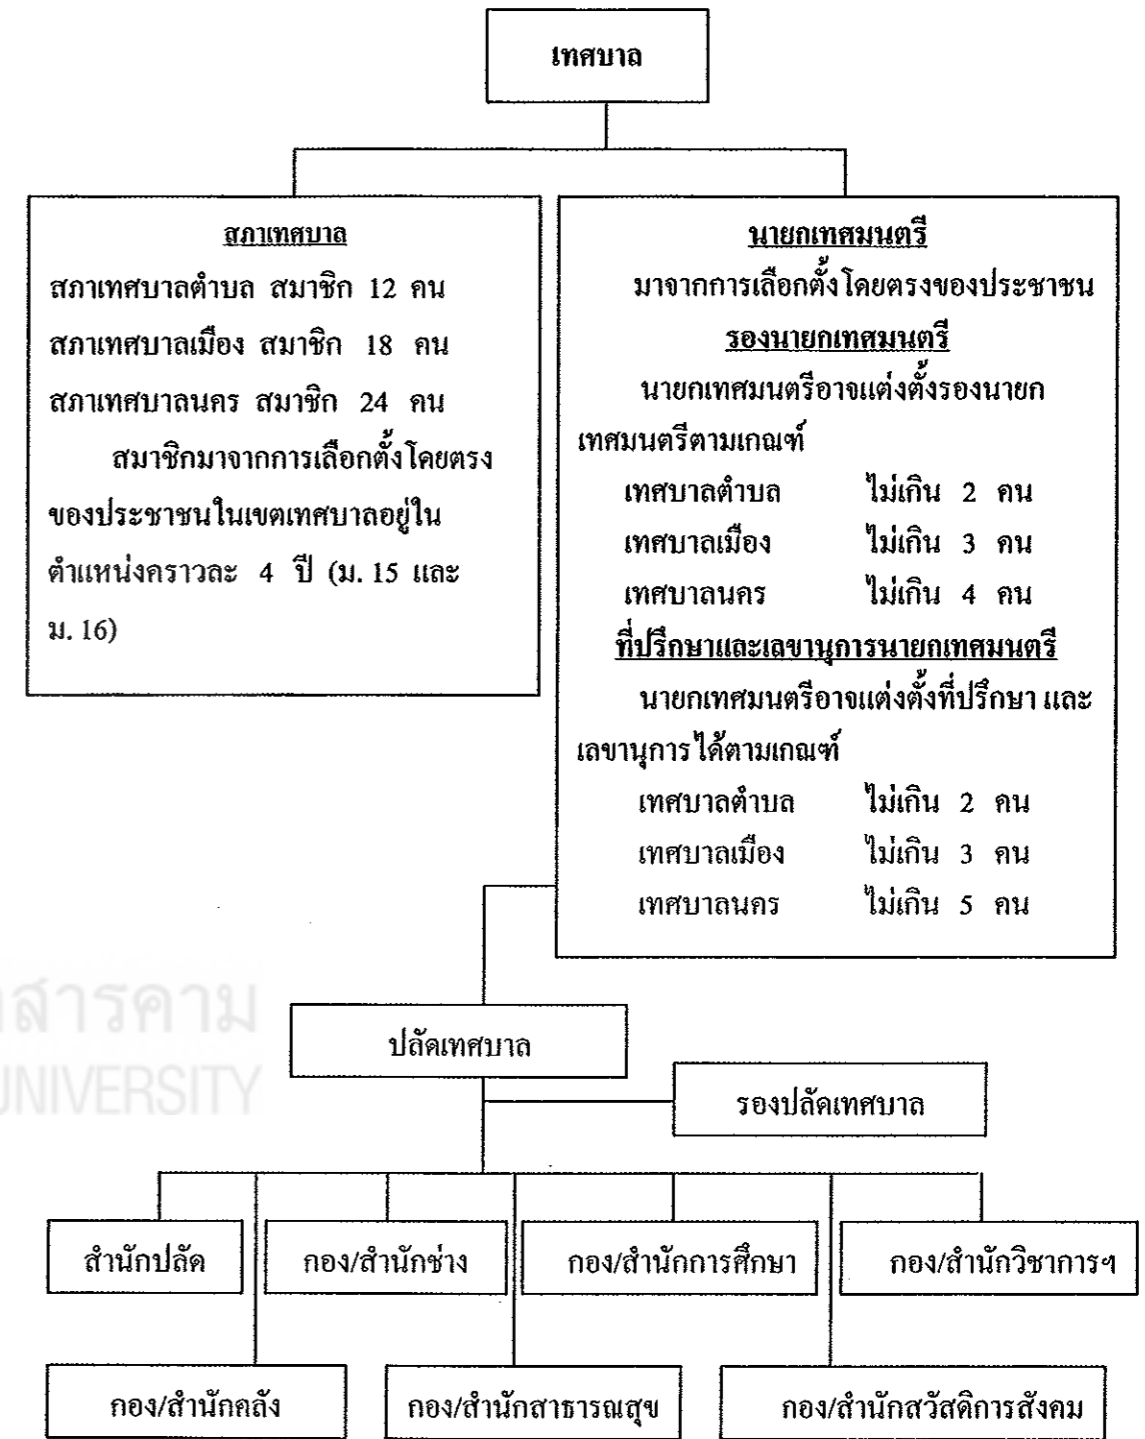 เทศบาล
สภาเทศบาล
สภาเทศบาลตำบล สมาชิก 12 คน
สภาเทศบาลเมือง สมาชิก 18 คน
สภาเทศบาลนคร สมาชิก 24 คน
สมาชิกมาจากการเลือกตั้งโดยตรง
ของประชาชนในเขตเทศบาลอยู่ใน
ตำแหน่งคราวละ 4 ปี (ม. 15 และ
ม. 16)
นายกเทศมนตรี
มาจากการเลือกตั้งโดยตรงของประชาชน
รองนายกเทศมนตรี
นายกเทศมนตรีอาจแต่งตั้งรองนายก
เทศมนตรีตามเกณฑ์
เทศบาลตำบล ไม่เกิน 2 คน
เทศบาลเมือง ไม่เกิน 3 คน
เทศบาลนคร ไม่เกิน 4 คน
ที่ปรึกษาและเลขานุการนายกเทศมนตรี
นายกเทศมนตรีอาจแต่งตั้งที่ปรึกษา และ
เลขานุการได้ตามเกณฑ์
เทศบาลตำบล ไม่เกิน 2 คน
เทศบาลเมือง ไม่เกิน 3 คน
เทศบาลนคร ไม่เกิน 5 คน
สารคาม
UNIVERSITY
ปลัดเทศบาล
รองปลัดเทศบาล
สำนักปลัด
กอง/สำนักช่าง
กอง/สำนักการศึกษา
กอง/สำนักวิชาการฯ
กอง/สำนักคลัง
กอง/สำนักสาธารณสุข
กอง/สำนักสวัสดิการสังคม